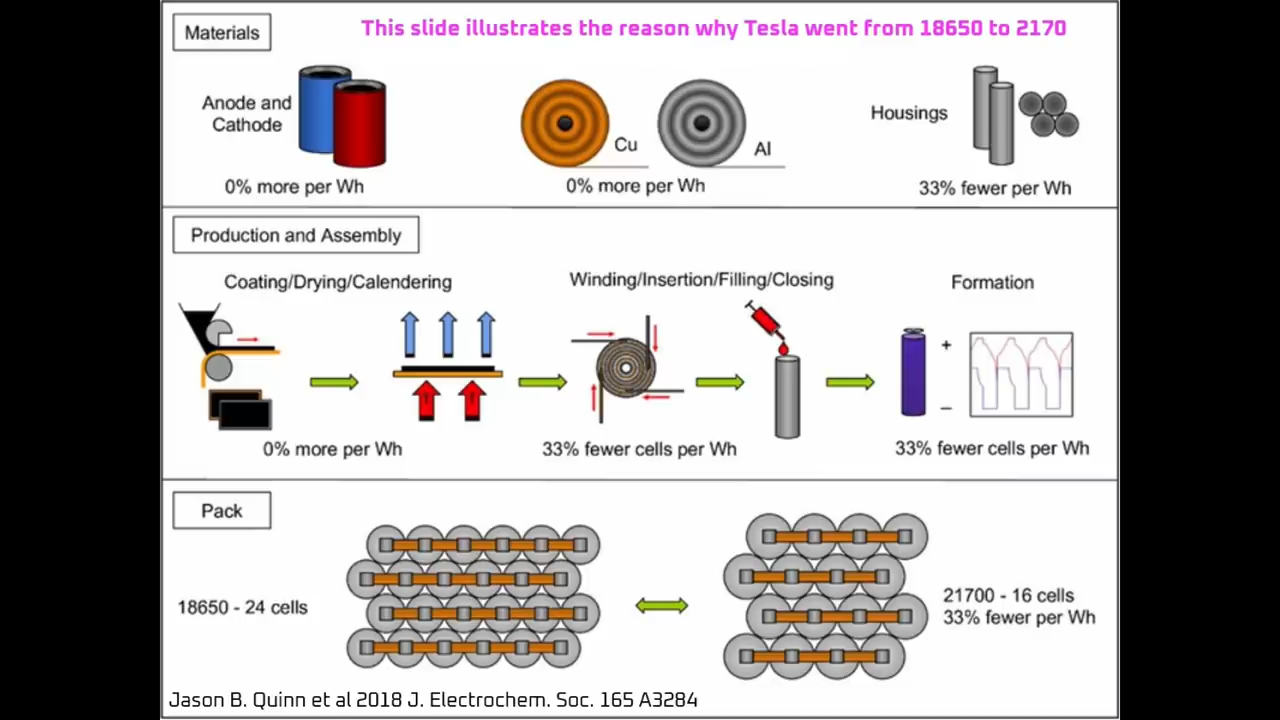 This slide illustrates the reason why Tesla went from 18650 to 2170
Materials
Anode and
Cathode
0% more per Wh
Cu
Al
0% more per Wh
Housings
33% fewer per Wh
Production and Assembly
Coating/Drying/Calendering
Winding/Insertion/Filling/Closing
Formation
+
–
0% more per Wh
33% fewer cells per Wh
33% fewer cells per Wh
Pack
18650 - 24 cells
21700 - 16 cells
33% fewer per Wh
Jason B. Quinn et al 2018 J. Electrochem. Soc. 165 A3284